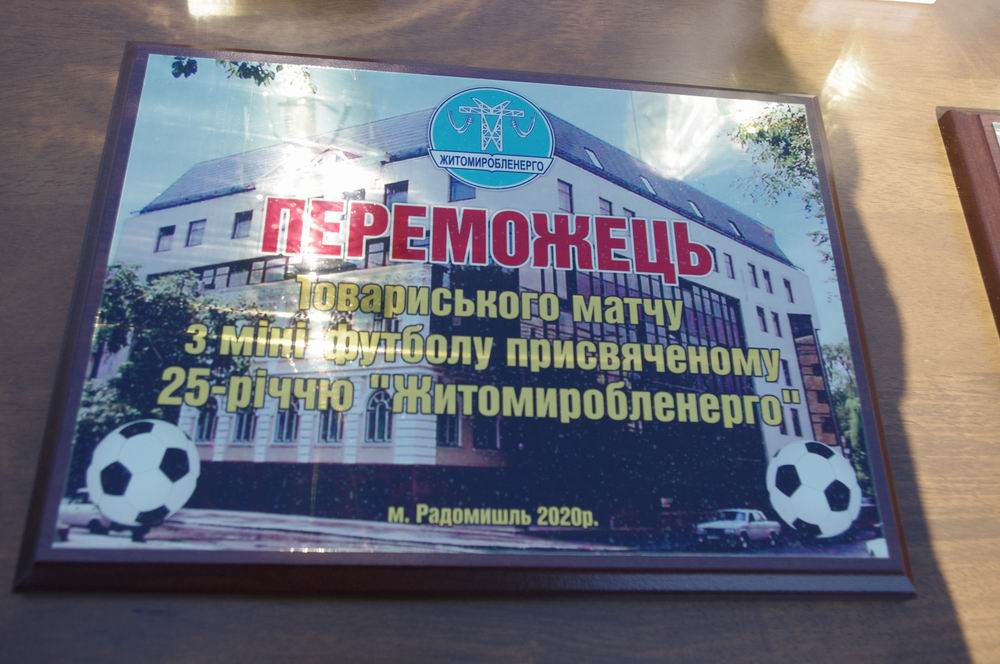 ЖИТОМИРОБЛЕНЕРГО
ПЕРЕМОЖЕЦЬ
Товариського матчу
з міні футболу присвяченому
25-річчю "Житомиробленерго"
м. Радомишль 2020р.